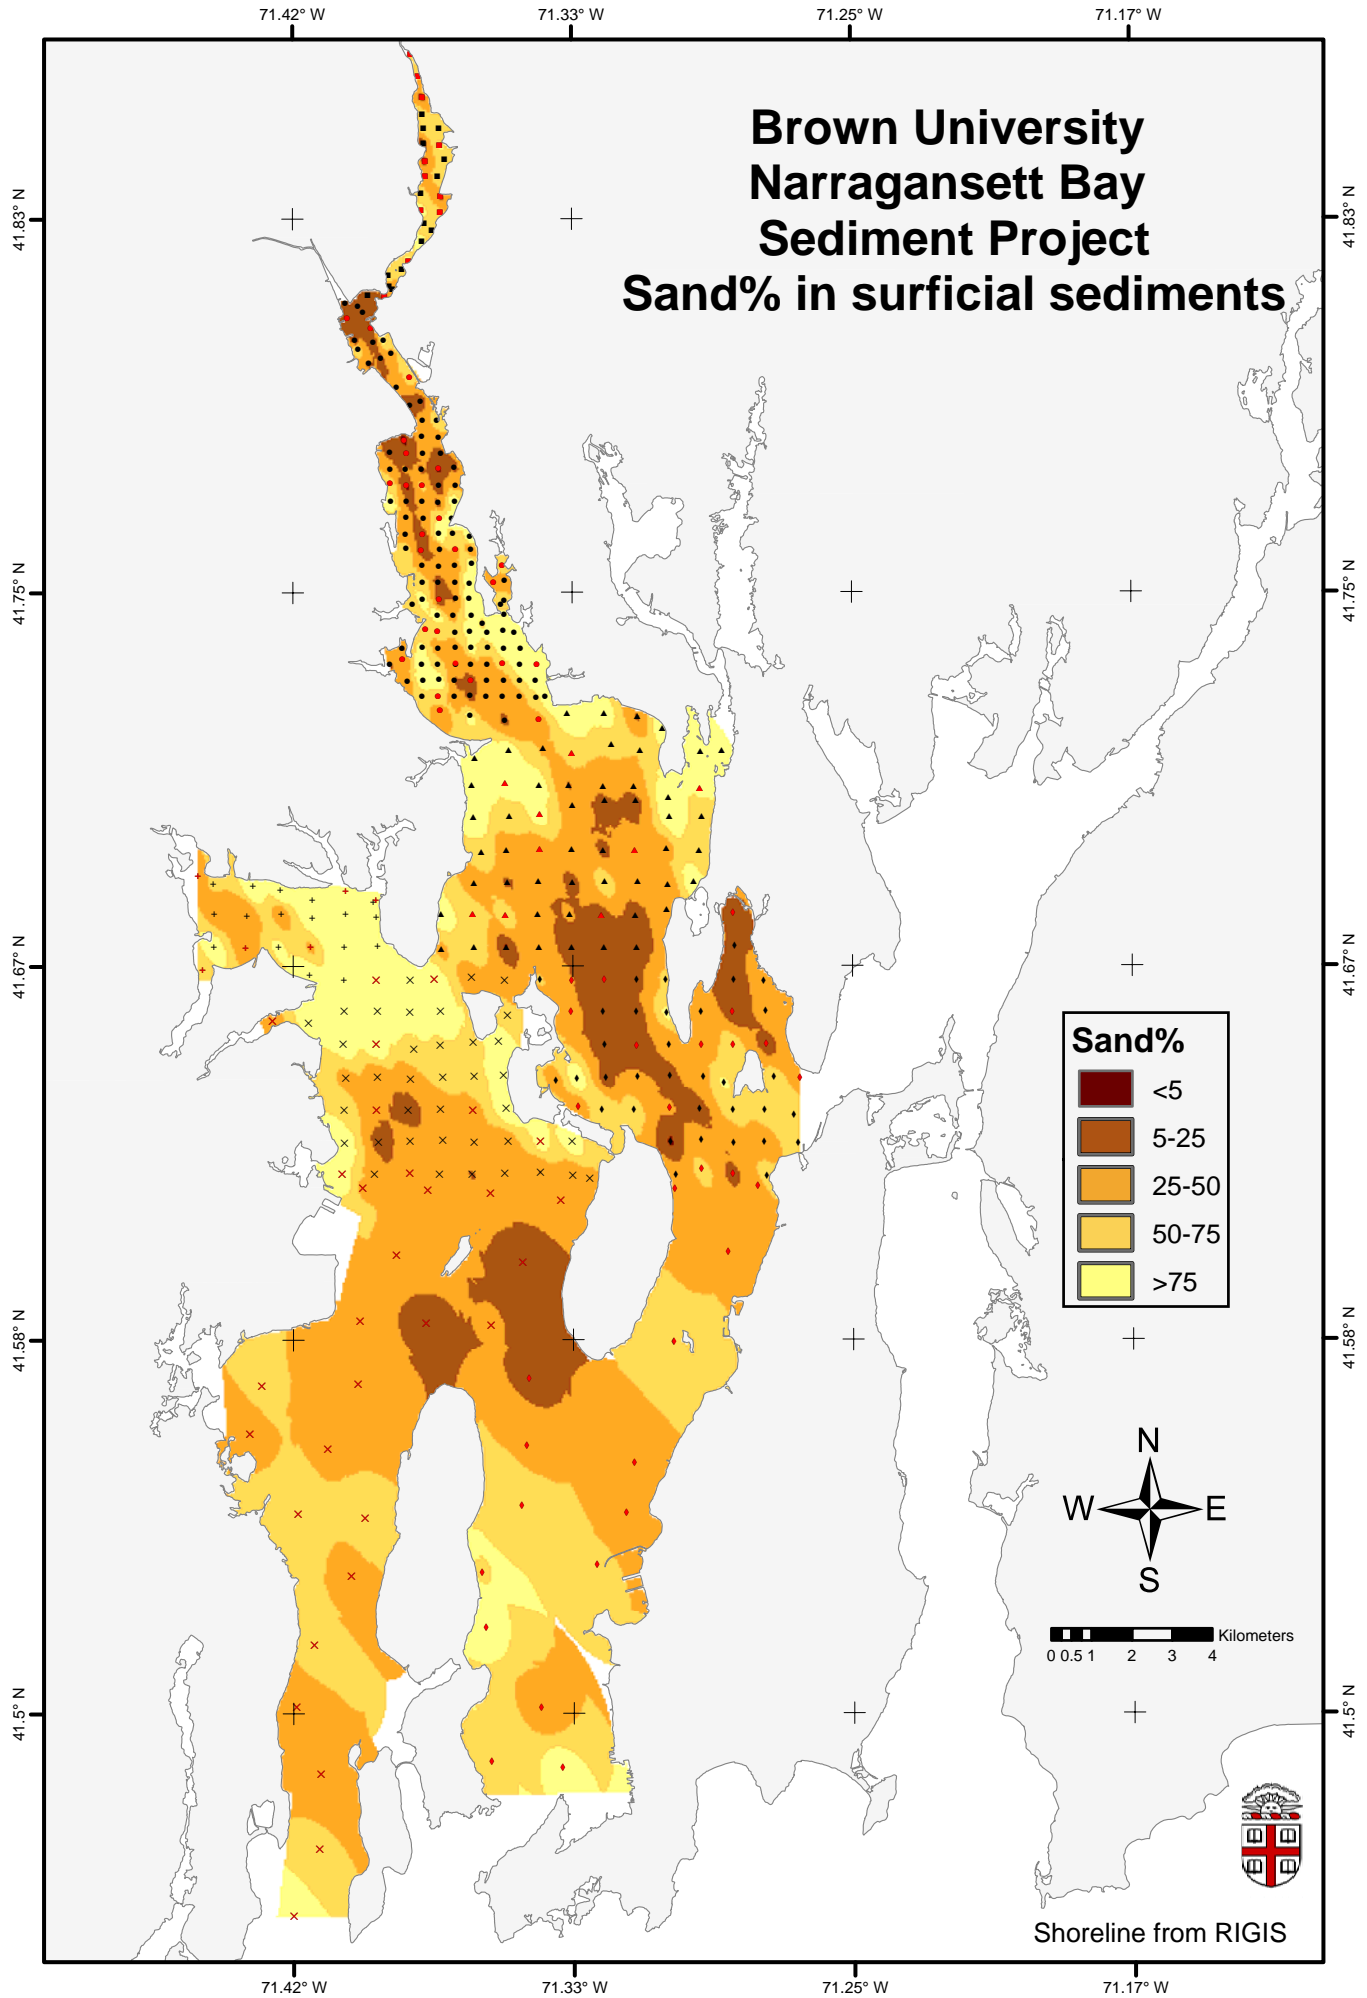 71.42° W
71.33° W
71.25° W
71.17° W
Brown University
Narragansett Bay
Sediment Project
Sand% in surficial sediments
41.83° N
41.83° N
41.75° N
41.75° N
41.67° N
41.67° N
Sand%
<5
5-25
25-50
50-75
>75
41.58° N
41.58° N
N
W
E
S
Kilometers
0 0.5 1 2 3 4
41.5° N
41.5° N
Shoreline from RIGIS
71.42° W
71.33° W
71.25° W
71.17° W